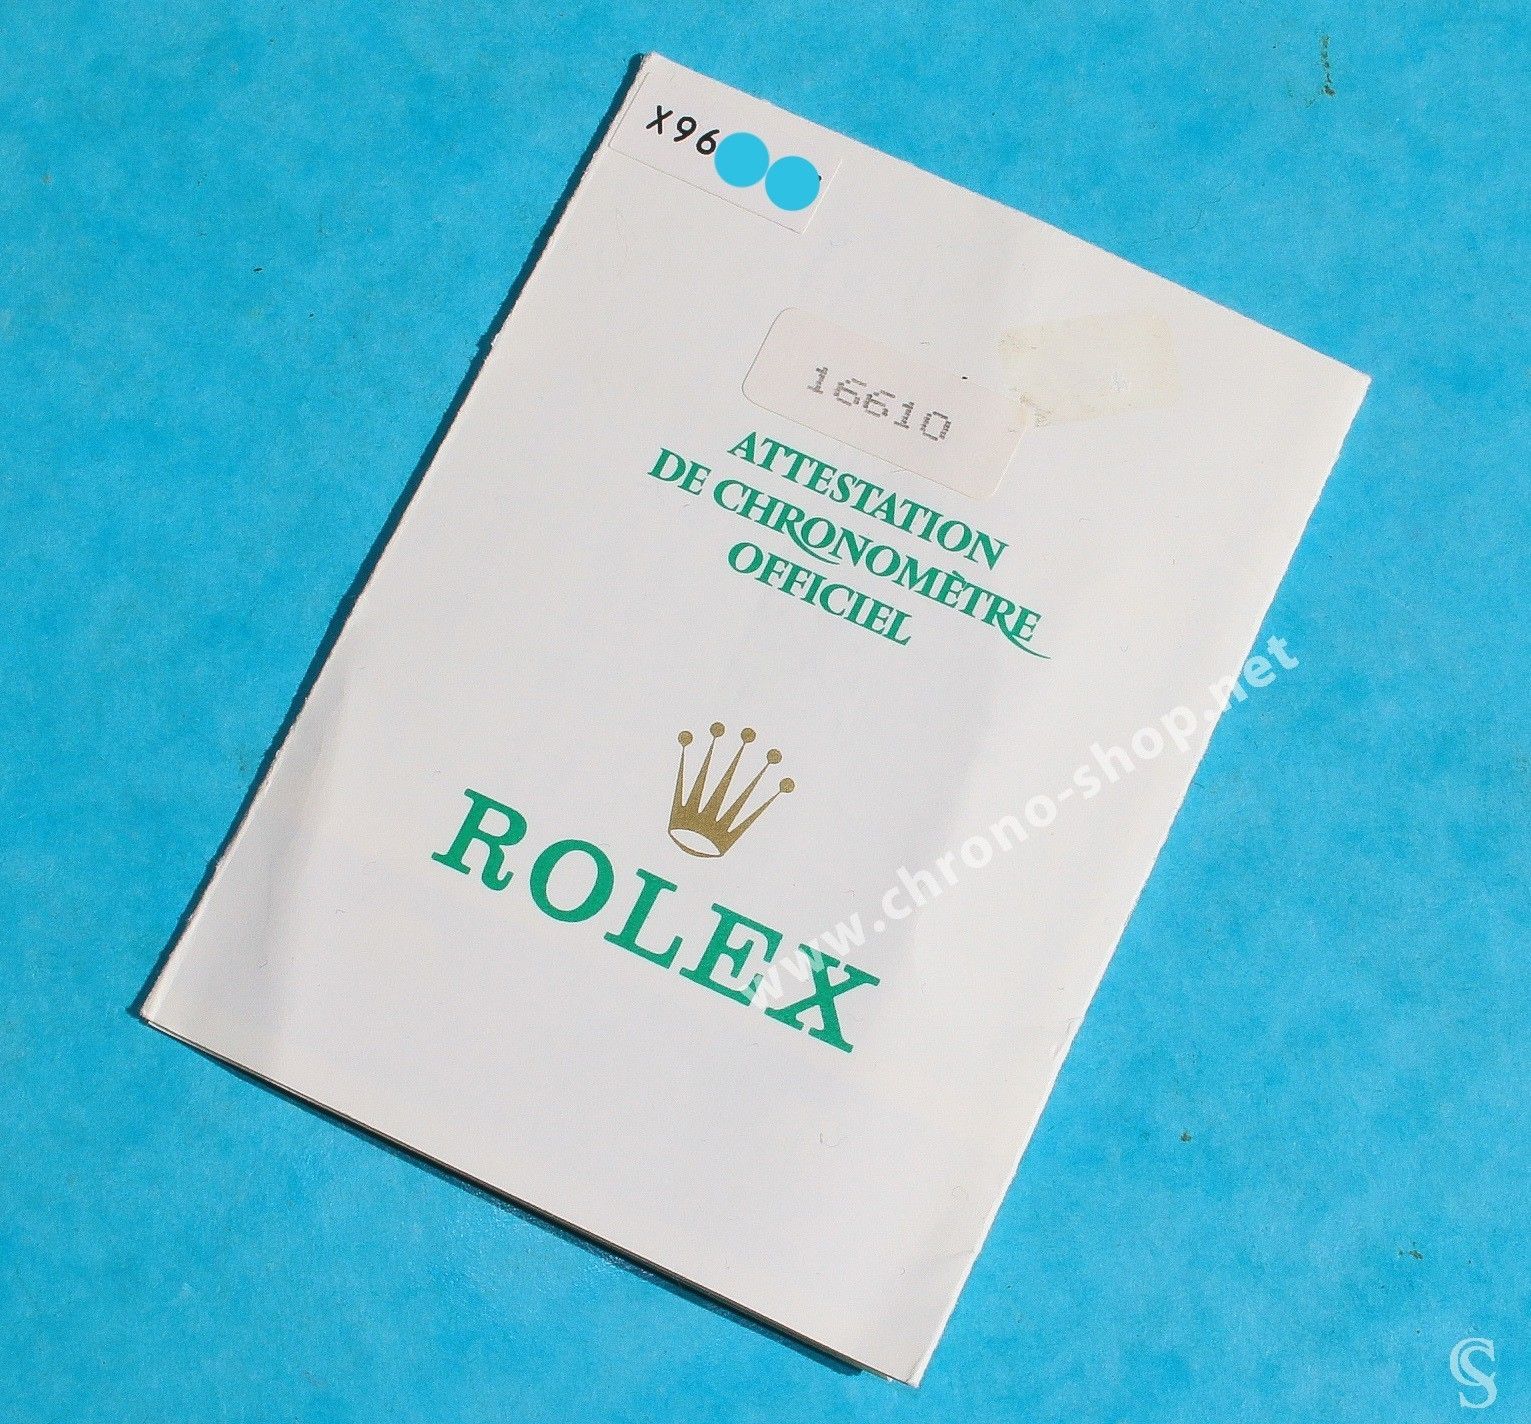 X96
16610
ATTESTATION
DE CHRONOMÈTRE
OFFICIEL
ROLEX
www.chrono-shop.net